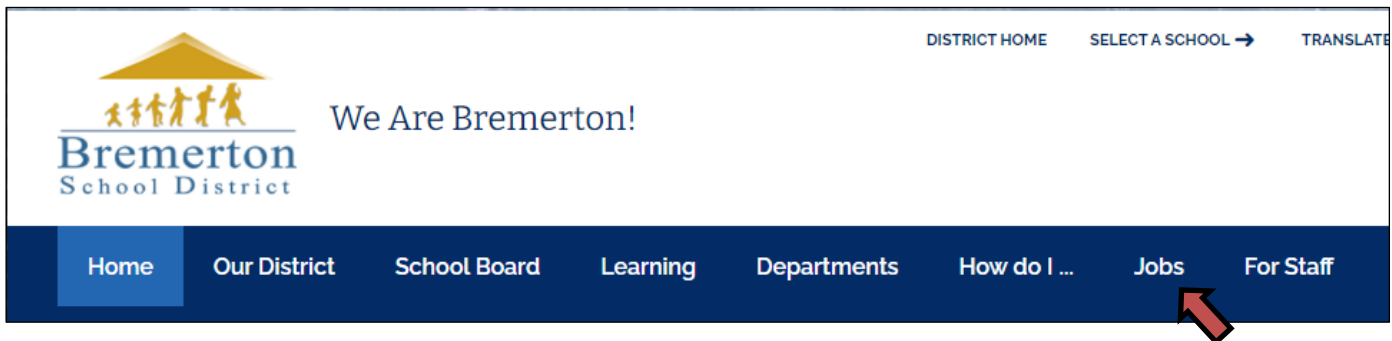 DISTRICT HOME SELECT A SCHOOL ➔ TRANSLATE
We Are Bremerton!
Bremerton
School District
Home Our District School Board Learning Departments How do I ... Jobs For Staff